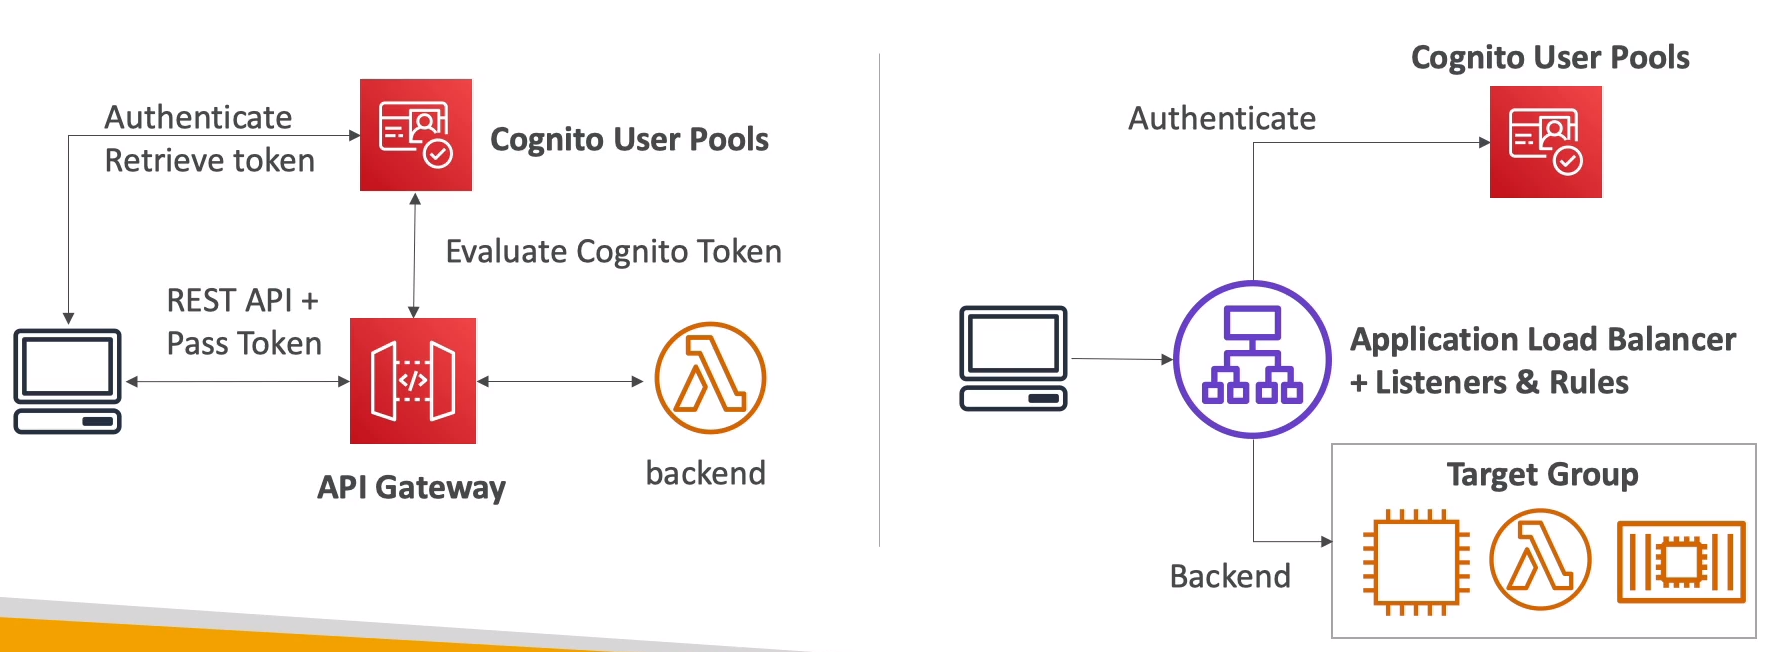 Authenticate
Retrieve token
Cognito User Pools
Evaluate Cognito Token
REST API +
Pass Token
API Gateway
backend
Cognito User Pools
Authenticate
Application Load Balancer
+ Listeners & Rules
Target Group
Backend